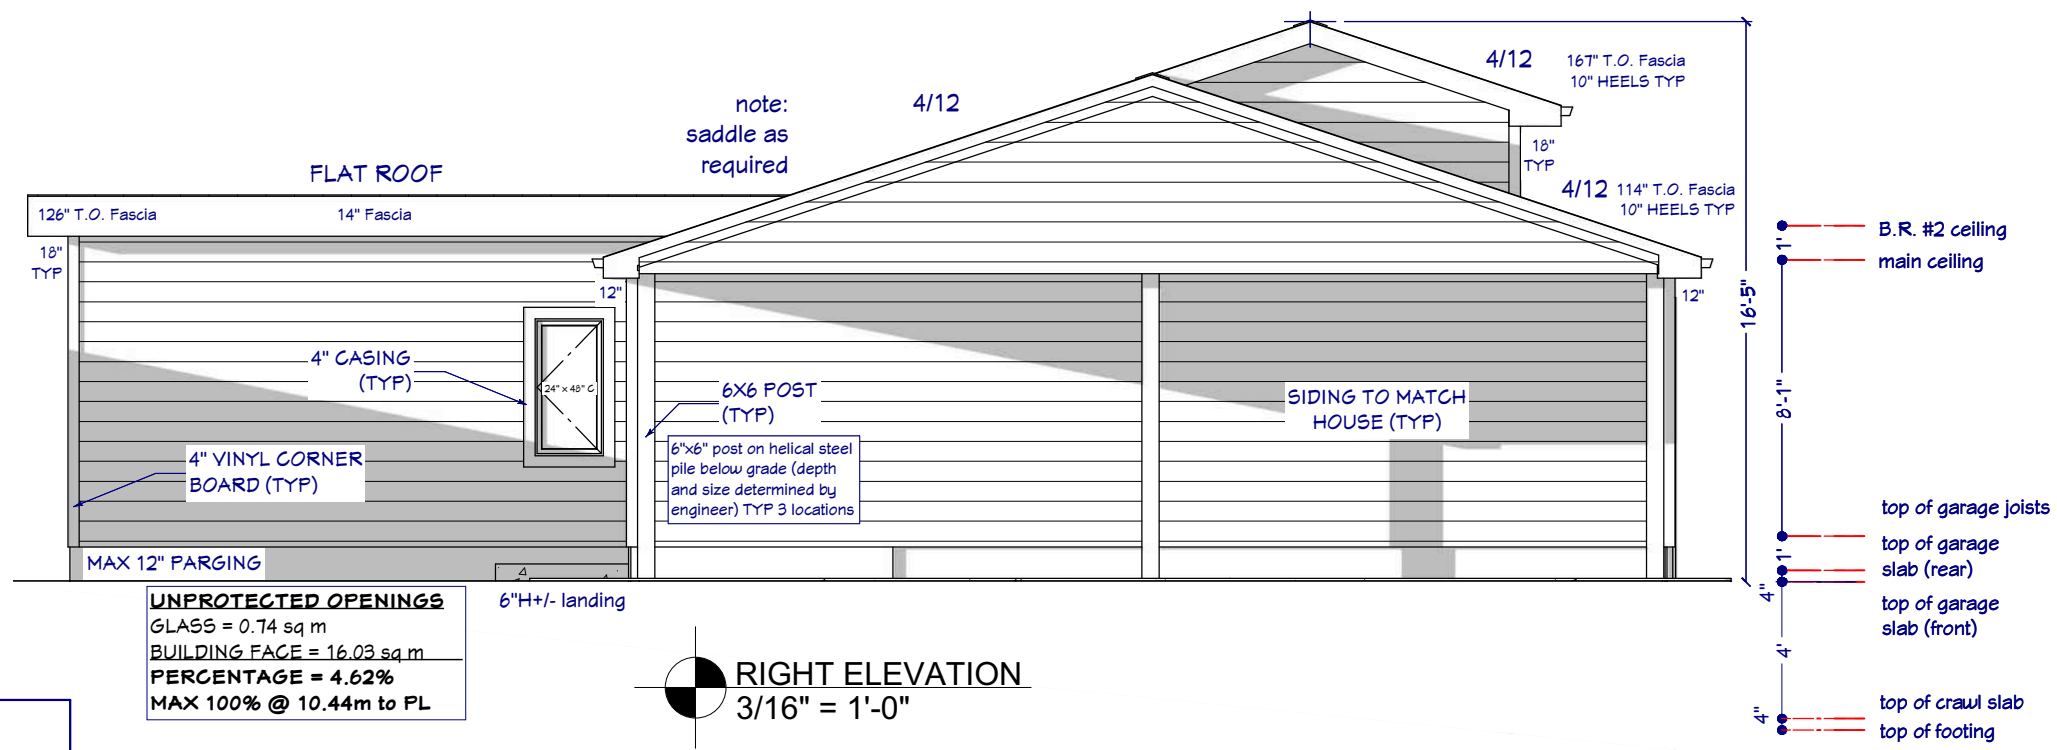 4/12
167" T.O. Fascia
10" HEELS TYP
note:
saddle as
required
4/12
18"
TYP
FLAT ROOF
4/12
114" T.O. Fascia
10" HEELS TYP
126" T.O. Fascia
14" Fascia
18"
TYP
12"
12"
16'-5"
B.R. #2 ceiling
1'
main ceiling
4" CASING
(TYP)
24" x 48" C
6X6 POST
(TYP)
SIDING TO MATCH
HOUSE (TYP)
8'-1"
6"x6" post on helical steel
pile below grade (depth
and size determined by
engineer) TYP 3 locations
4" VINYL CORNER
BOARD (TYP)
top of garage joists
1'
top of garage
slab (rear)
MAX 12" PARGING
4"
6"H+/- landing
top of garage
slab (front)
UNPROTECTED OPENINGS
GLASS = 0.74 sq m
BUILDING FACE = 16.03 sq m
PERCENTAGE = 4.62%
MAX 100% @ 10.44m to PL
4'
RIGHT ELEVATION
3/16" = 1'-0"
top of crawl slab
4"
top of footing